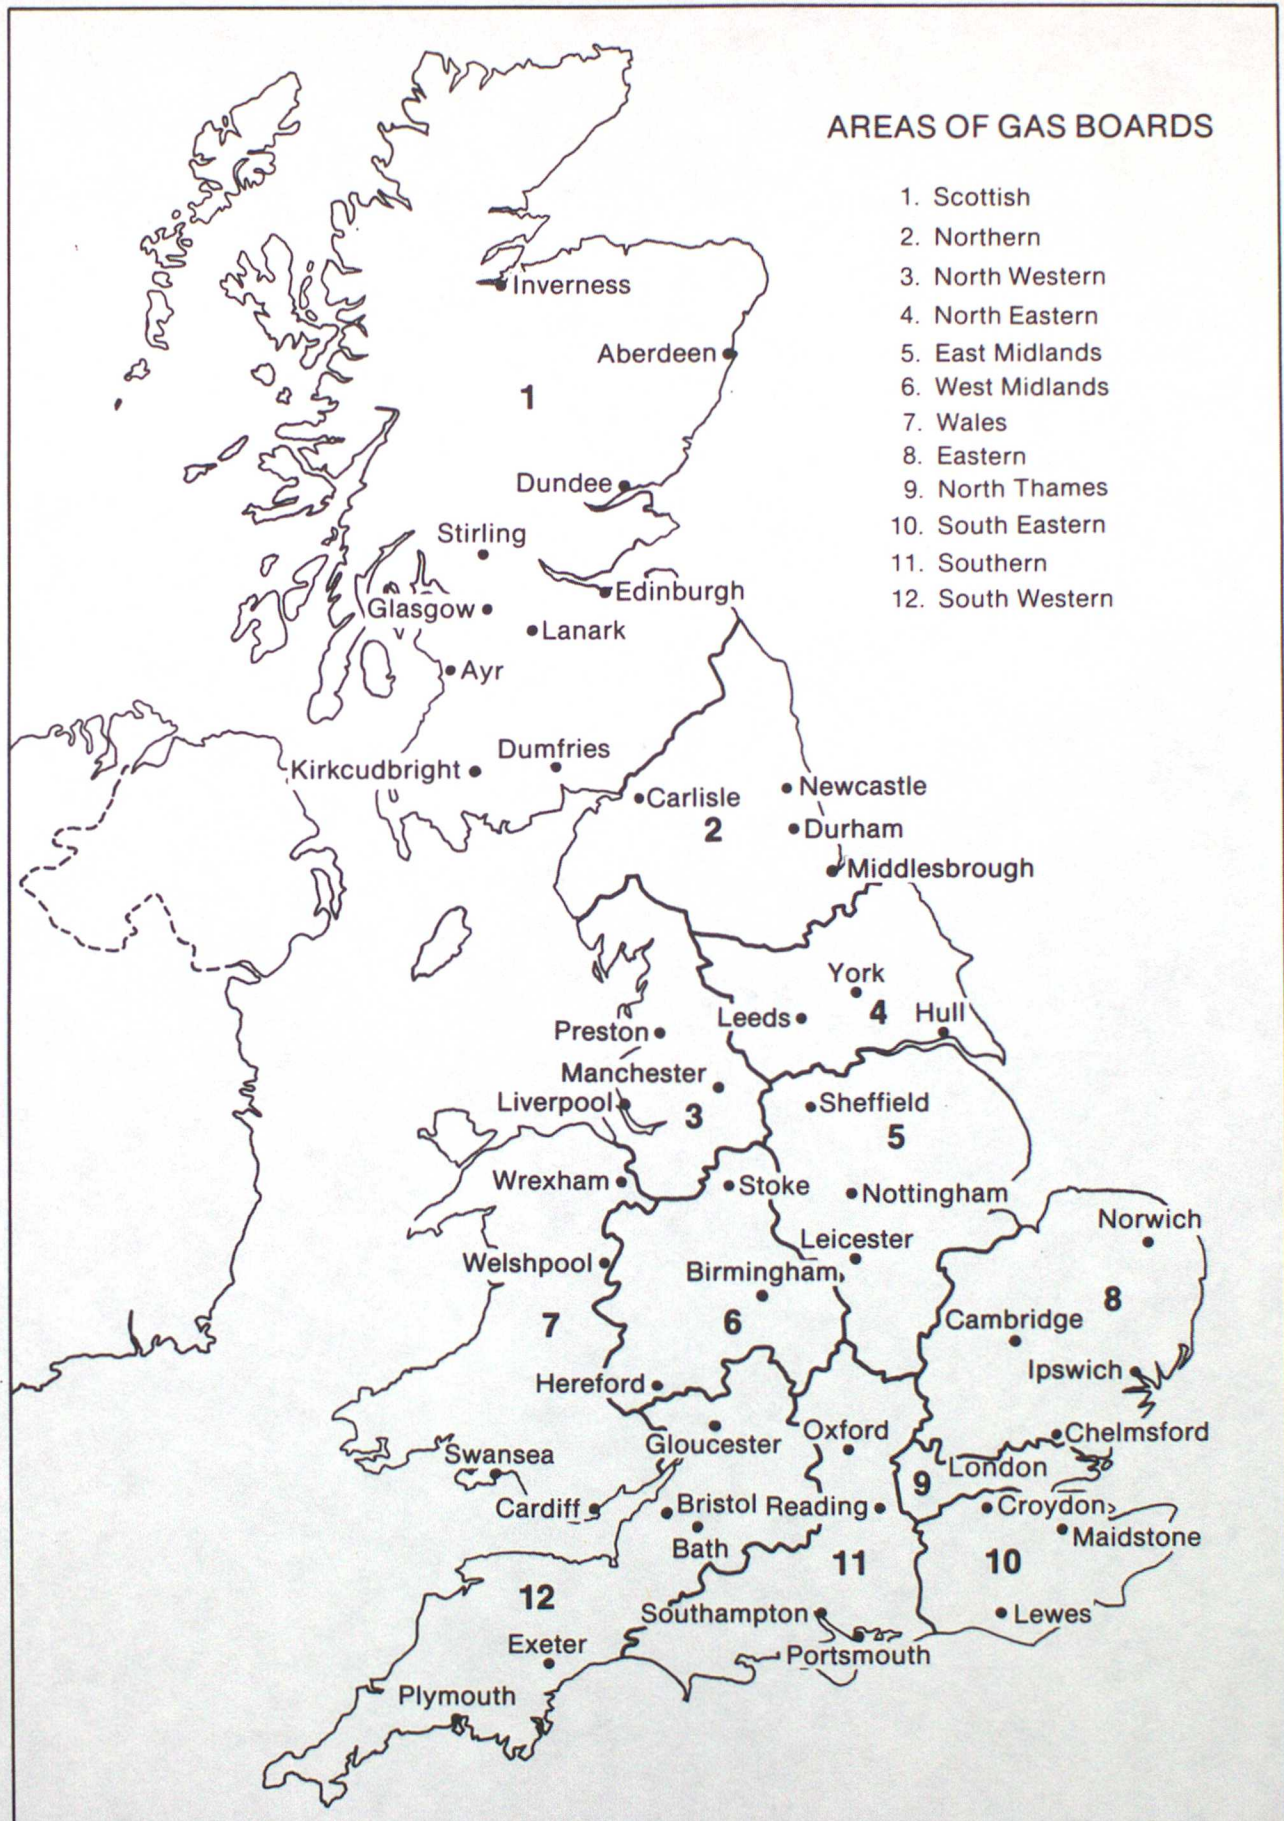 AREAS OF GAS BOARDS
1. Scottish
2. Northern
3. North Western
4. North Eastern
5. East Midlands
6. West Midlands
7. Wales
8. Eastern
9. North Thames
10. South Eastern
11. Southern
12. South Western
Inverness
Aberdeen
1
Dundee
Stirling
Edinburgh
Glasgow
Lanark
Ayr
Dumfries
Kirkcudbright
Newcastle
Carlisle
2
Durham
Middlesbrough
York
4
Hull
Leeds
Preston
Manchester
Liverpool
3
Sheffield
5
Wrexham
Stoke
Nottingham
Norwich
Leicester
Welshpool
Birmingham
8
7
6
Cambridge
Ipswich
Hereford
Oxford
Chelmsford
Gloucester
Swansea
London
9
Cardiff
Bristol
Reading
Croydon
Maidstone
Bath
11
10
12
Southampton
Lewes
Exeter
Portsmouth
Plymouth